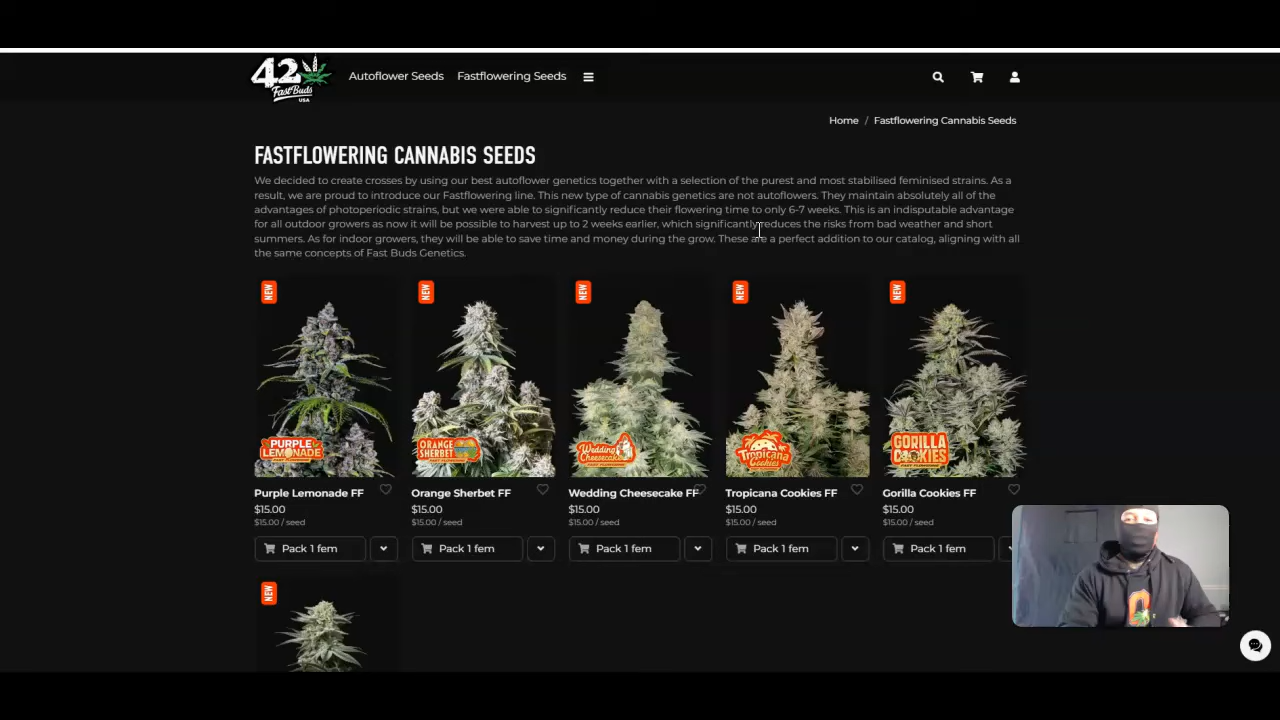 42
FastBuds
USA
Autoflower Seeds
Fastflowering Seeds
Home / Fastflowering Cannabis Seeds
FASTFLOWERING CANNABIS SEEDS
We decided to create crosses by using our best autoflower genetics together with a selection of the purest and most stabilised feminised strains. As a
result, we are proud to introduce our Fastflowering line. This new type of cannabis genetics are not autoflowers. They maintain absolutely all of the
advantages of photoperiodic strains, but we were able to significantly reduce their flowering time to only 6-7 weeks. This is an indisputable advantage
for all outdoor growers as now it will be possible to harvest up to 2 weeks earlier, which significantly reduces the risks from bad weather and short
summers. As for indoor growers, they will be able to save time and money during the grow. These are a perfect addition to our catalog, aligning with all
the same concepts of Fast Buds Genetics.
NEW
NEW
NEW
NEW
NEW
PURPLE
LEMONADE
ORANGE
SHERBET
Wedding
Cheesecake
Tropicana
Cookies
GORILLA
COOKIES
Purple Lemonade FF
Orange Sherbet FF
Wedding Cheesecake FF
Tropicana Cookies FF
Gorilla Cookies FF
$15.00
$15.00
$15.00
$15.00
$15.00
$15.00 / seed
$15.00 / seed
$15.00 / seed
$15.00 / seed
$15.00 / seed
Pack 1 fem
Pack 1 fem
Pack 1 fem
Pack 1 fem
Pack 1 fem
NEW